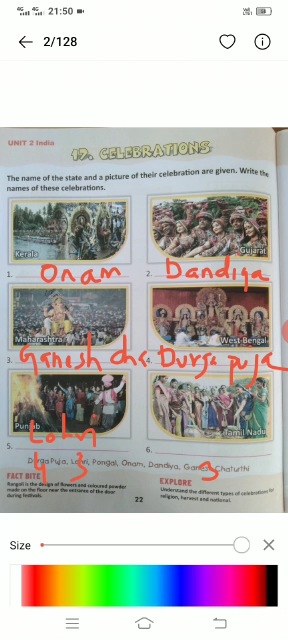 21:50
2/128
UNIT 2 India
17. CELEBRATIONS
The name of the state and a picture of their celebration are given. Write the
names of these celebrations.
Kerala
Gujarat
1. Onam 2. Dandiya
Maharashtra
West Bengal
3. Ganesh cha 4. Durga puja
Punjab
Tamil Nadu
Lohri
5. 6.
Durga Puja, Lohri, Pongal, Onam, Dandiya, Ganesh Chaturthi
3
3
FACT BITE
Rangoli is the design of flowers and coloured powder
made on the floor near the entrance of the door
during festivals.
22
EXPLORE
Understand the different types of celebrations for
religion, harvest and national.
Size